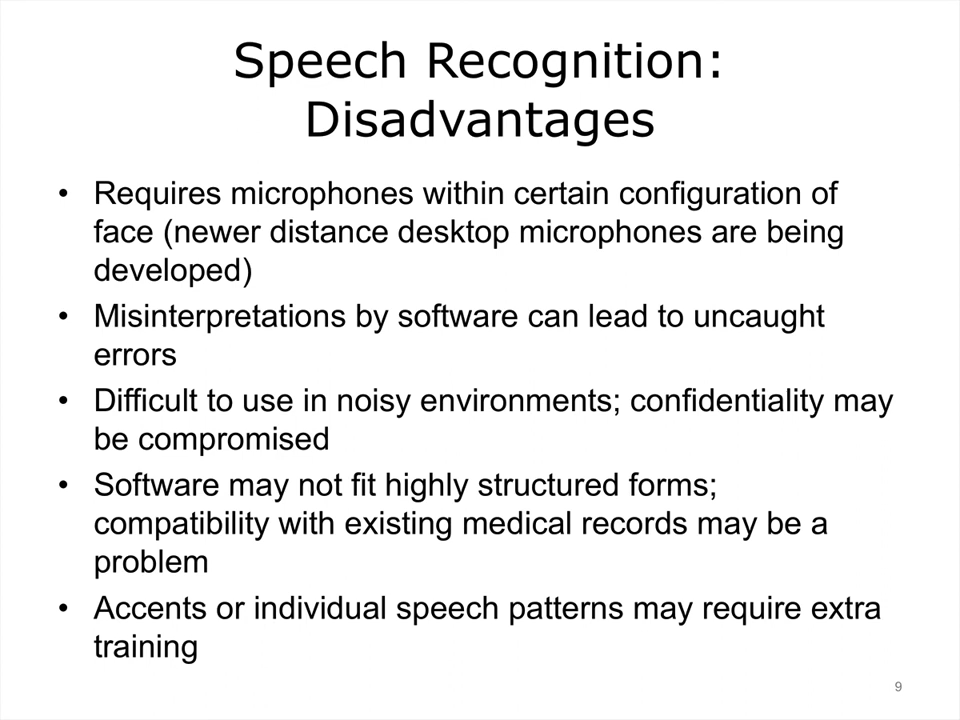 Speech Recognition:
Disadvantages
• Requires microphones within certain configuration of
face (newer distance desktop microphones are being
developed)
• Misinterpretations by software can lead to uncaught
errors
• Difficult to use in noisy environments; confidentiality may
be compromised
• Software may not fit highly structured forms;
compatibility with existing medical records may be a
problem
• Accents or individual speech patterns may require extra
training
9